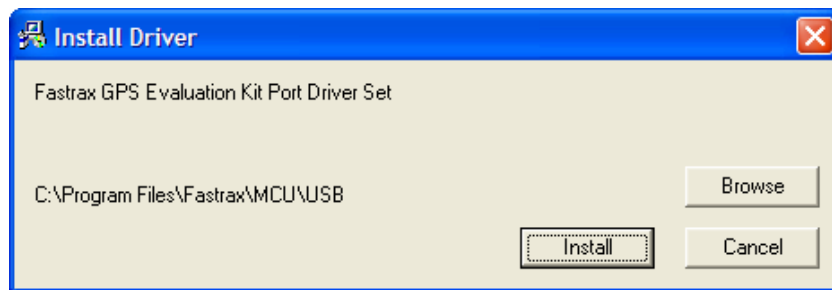 Install Driver
Fastrax GPS Evaluation Kit Port Driver Set
C:\Program Files\Fastrax\MCU\USB
Browse
Install
Cancel